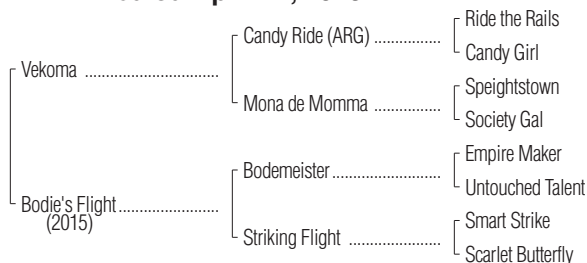 Ride the Rails
Candy Ride (ARG) ..................
Candy Girl
Vekoma ..............................
Speightstown
Mona de Momma ...............
Society Gal
Empire Maker
Bodemeister........................
Untouched Talent
Bodie's Flight ......................
(2015)
Smart Strike
Striking Flight .....................
Scarlet Butterfly